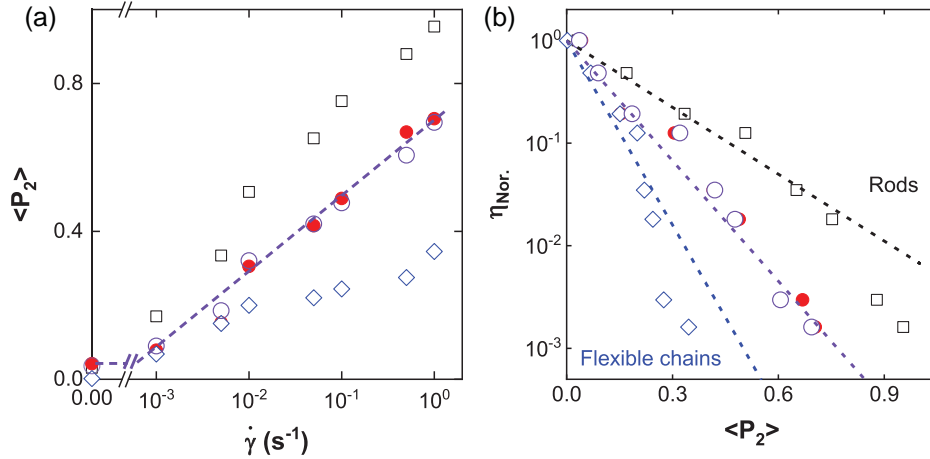 (a)
0.8
0.4
0.0
<P₂>
0.00 10⁻³ 10⁻² 10⁻¹ 10⁰
γ̇ (s⁻¹)
(b)
10⁰
10⁻¹
10⁻²
10⁻³
ηNor.
Rods
Flexible chains
0.0 0.3 0.6 0.9
<P₂>